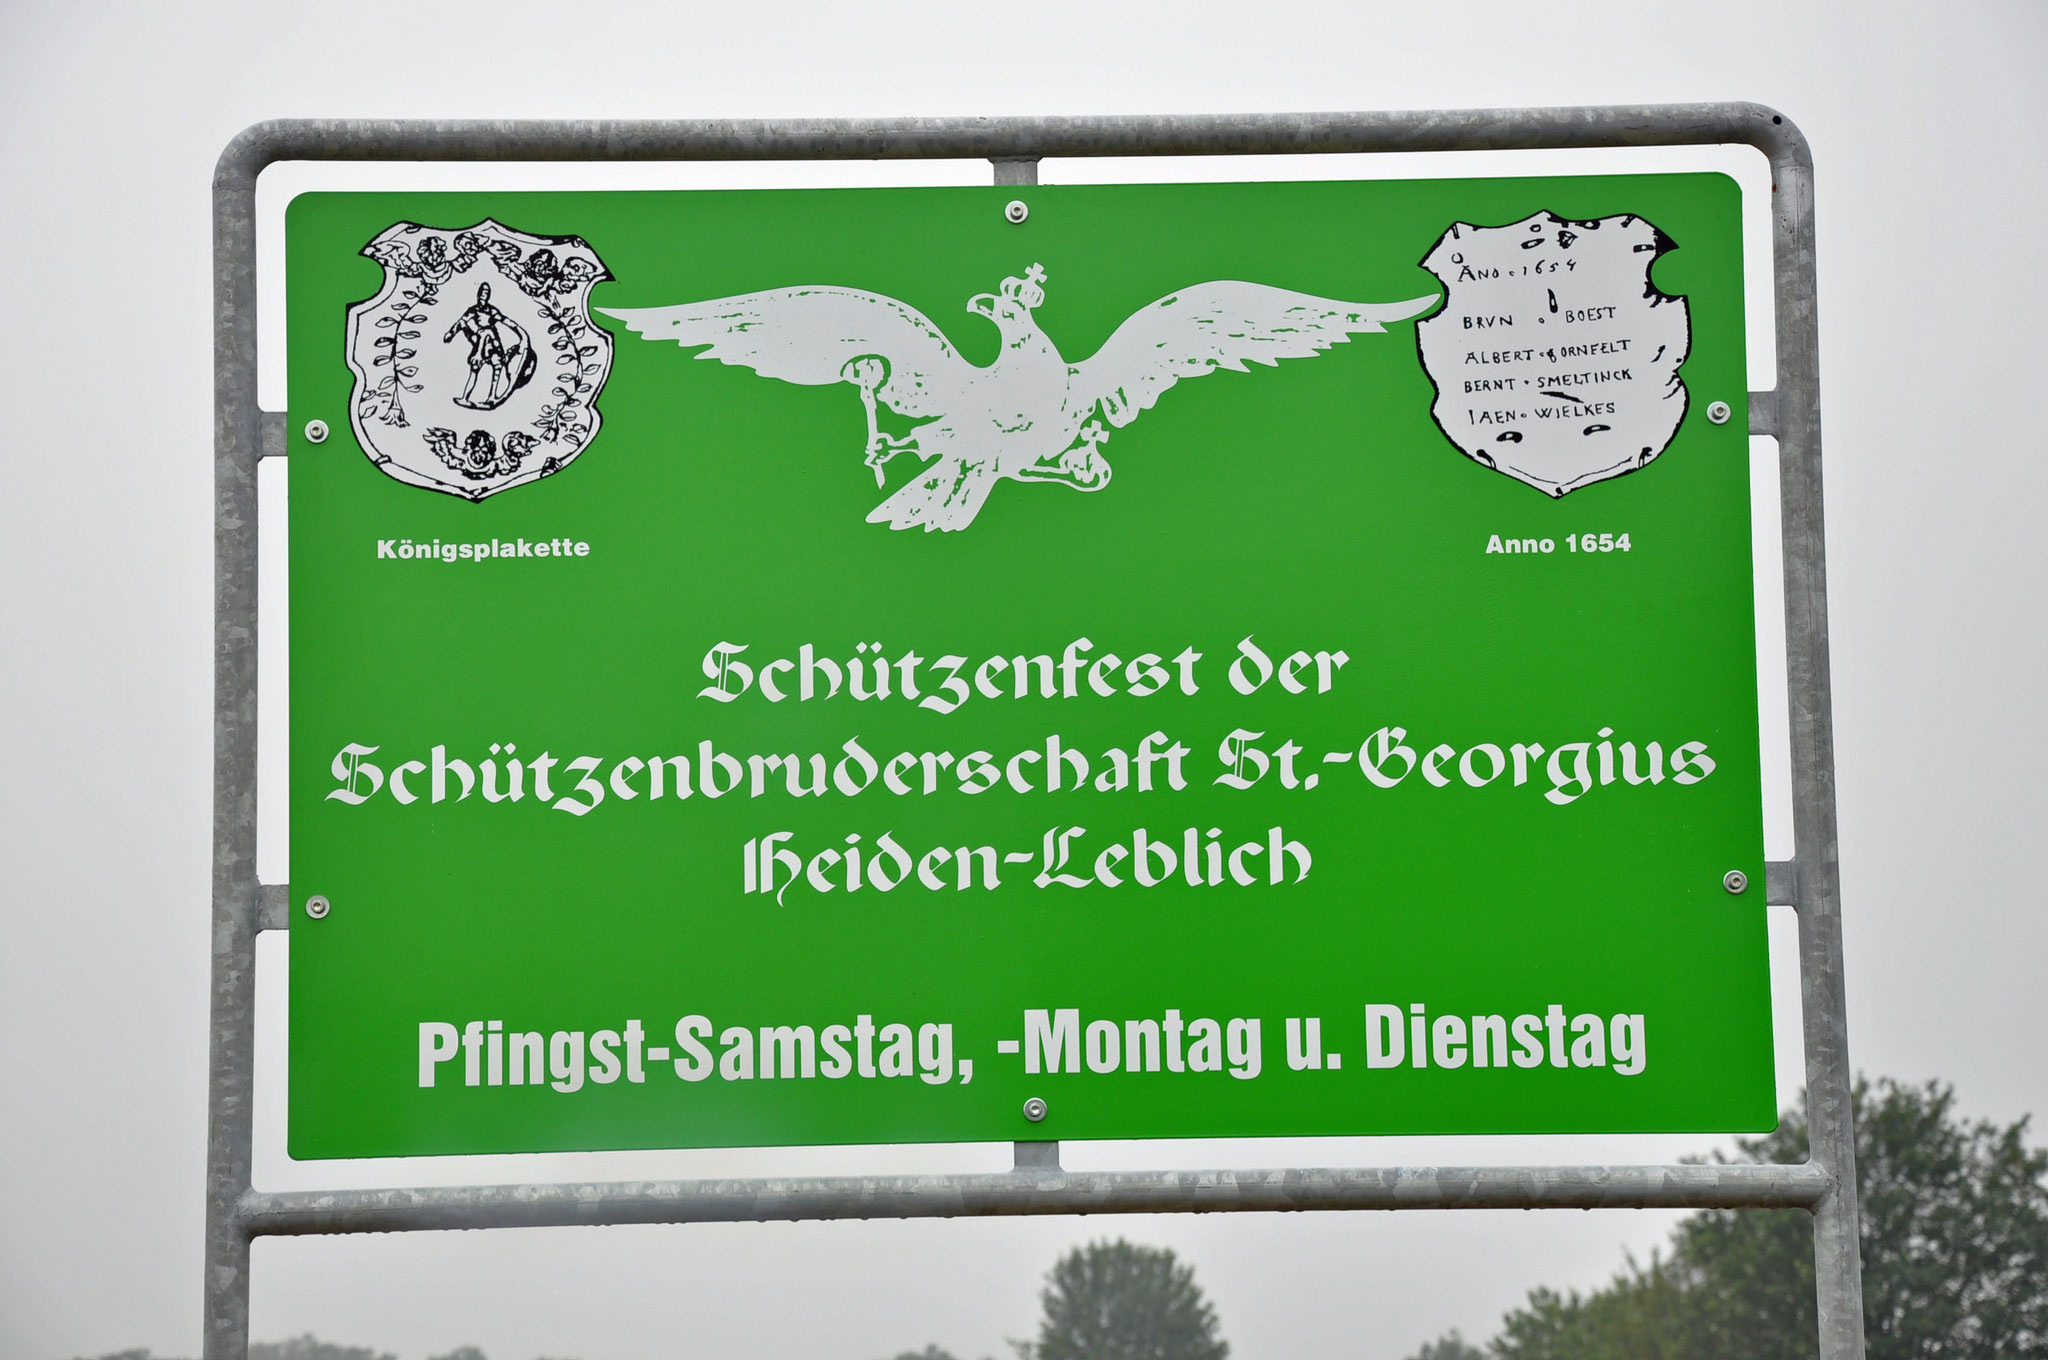 ANO 1654
BRVN BOEST
ALBERT
BERNT SMELTINCK
IAEN WIELKES
Königsplakette
Anno 1654
Schützenfest der
Schützenbruderschaft St.-Georgius
Heiden-Leblich
Pfingst-Samstag, -Montag u. Dienstag